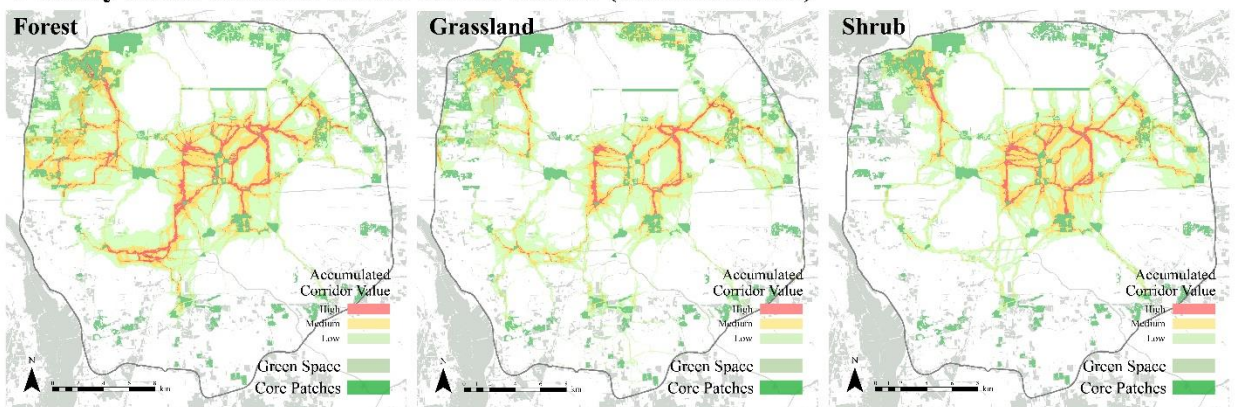 Forest
Accumulated
Corridor Value
High
Medium
Low
Green Space
Core Patches
N
km
Grassland
Accumulated
Corridor Value
High
Medium
Low
Green Space
Core Patches
N
km
Shrub
Accumulated
Corridor Value
High
Medium
Low
Green Space
Core Patches
N
km